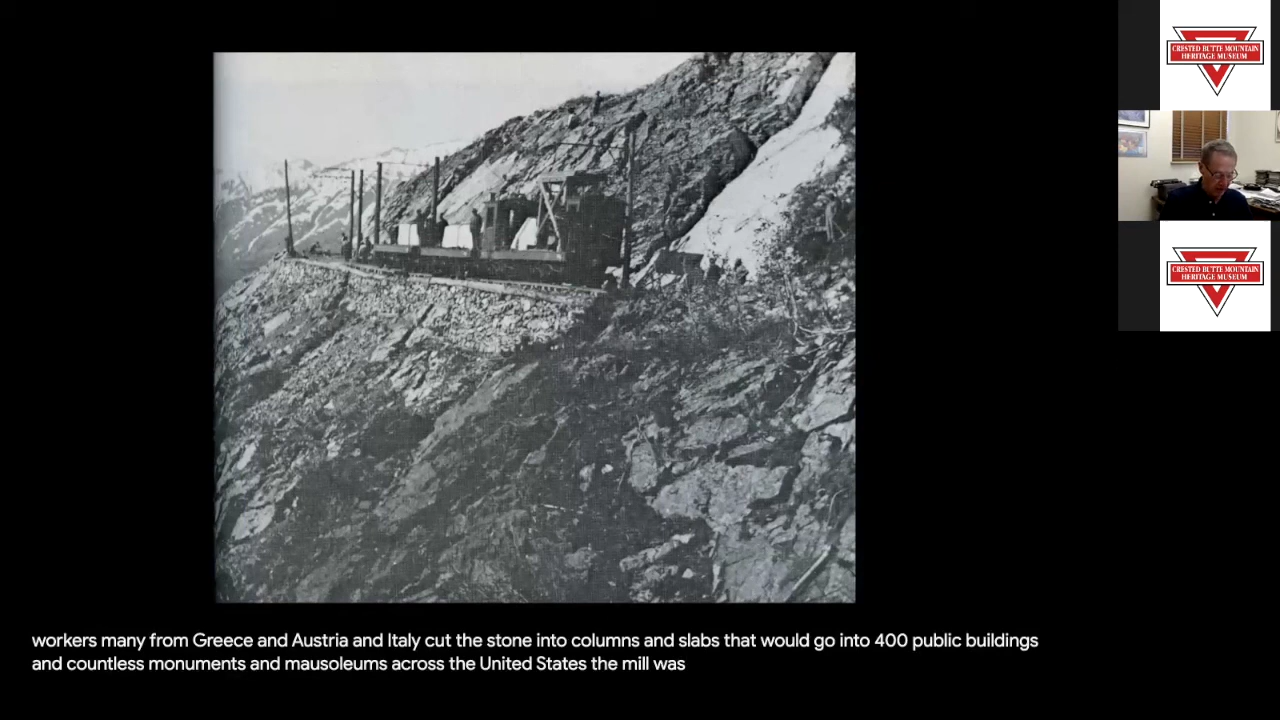 CRESTED BUTTE MOUNTAIN
HERITAGE MUSEUM
CRESTED BUTTE MOUNTAIN
HERITAGE MUSEUM
workers many from Greece and Austria and Italy cut the stone into columns and slabs that would go into 400 public buildings
and countless monuments and mausoleums across the United States the mill was